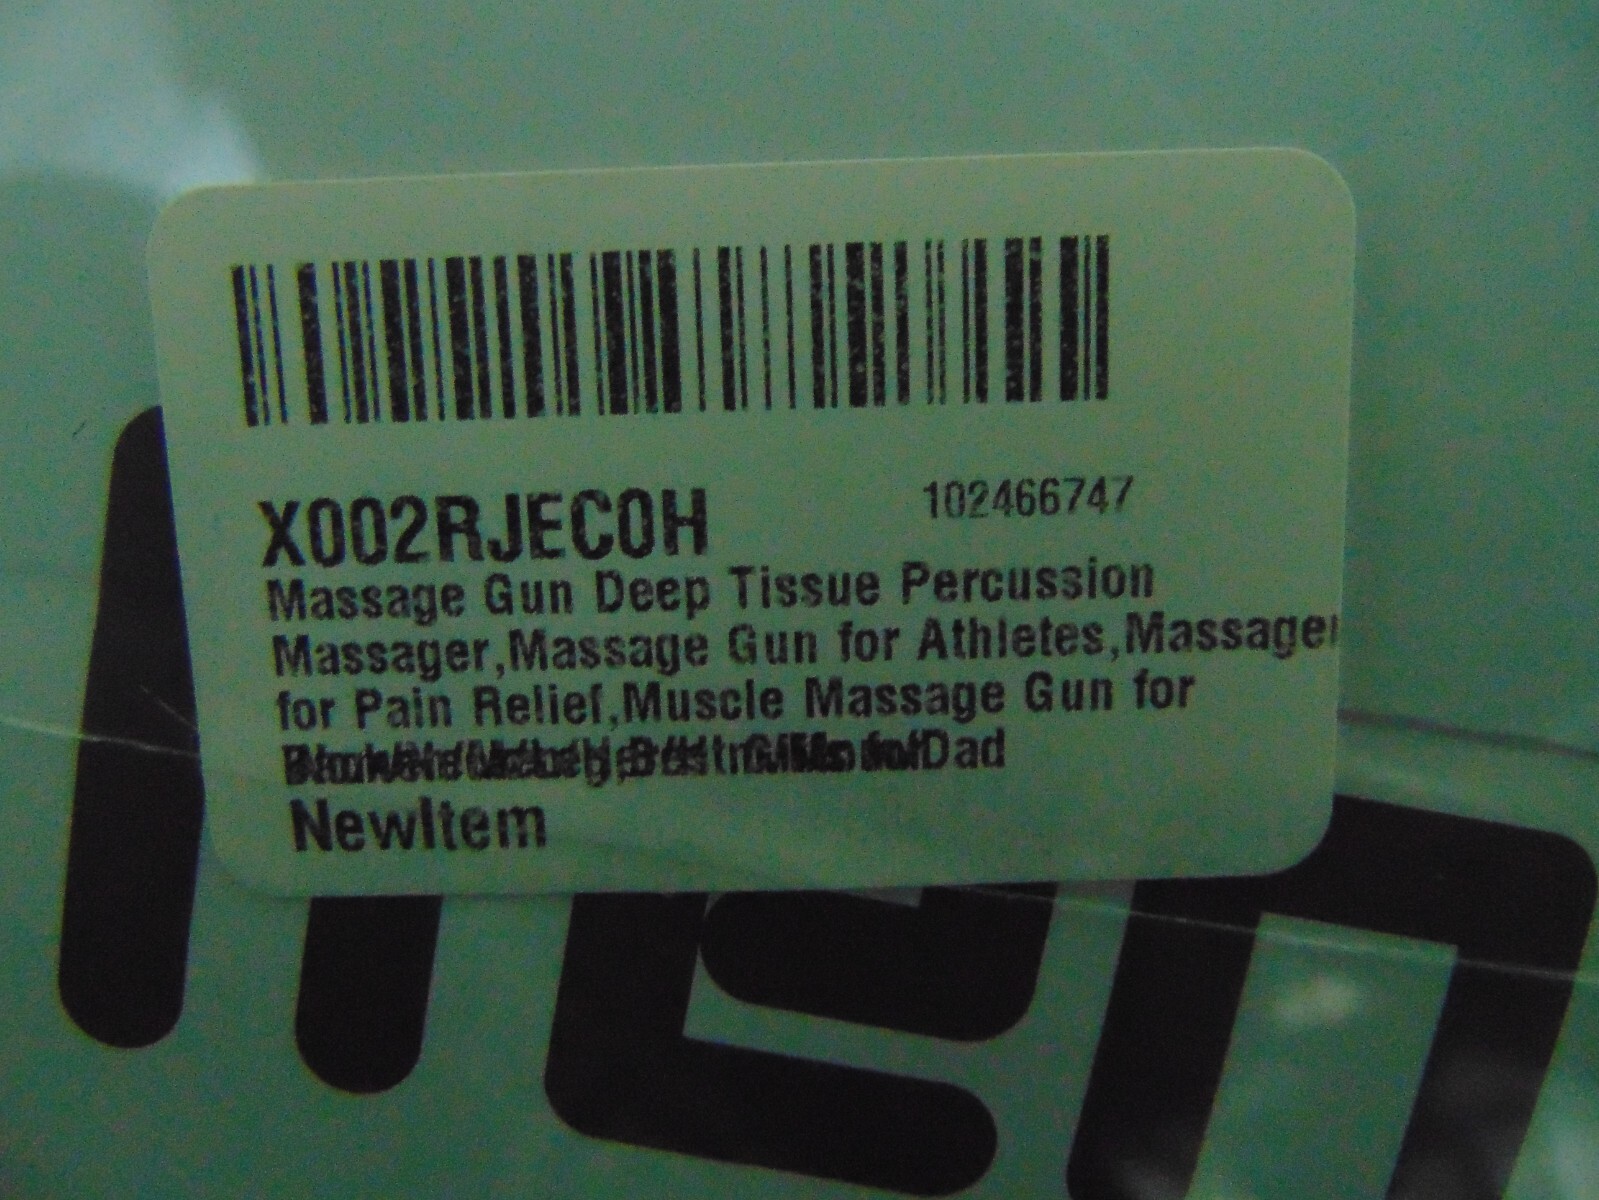 X002RJEC0H
102466747
Massage Gun Deep Tissue Percussion
Massager,Massage Gun for Athletes,Massager
for Pain Relief,Muscle Massage Gun for
Dad
NewItem